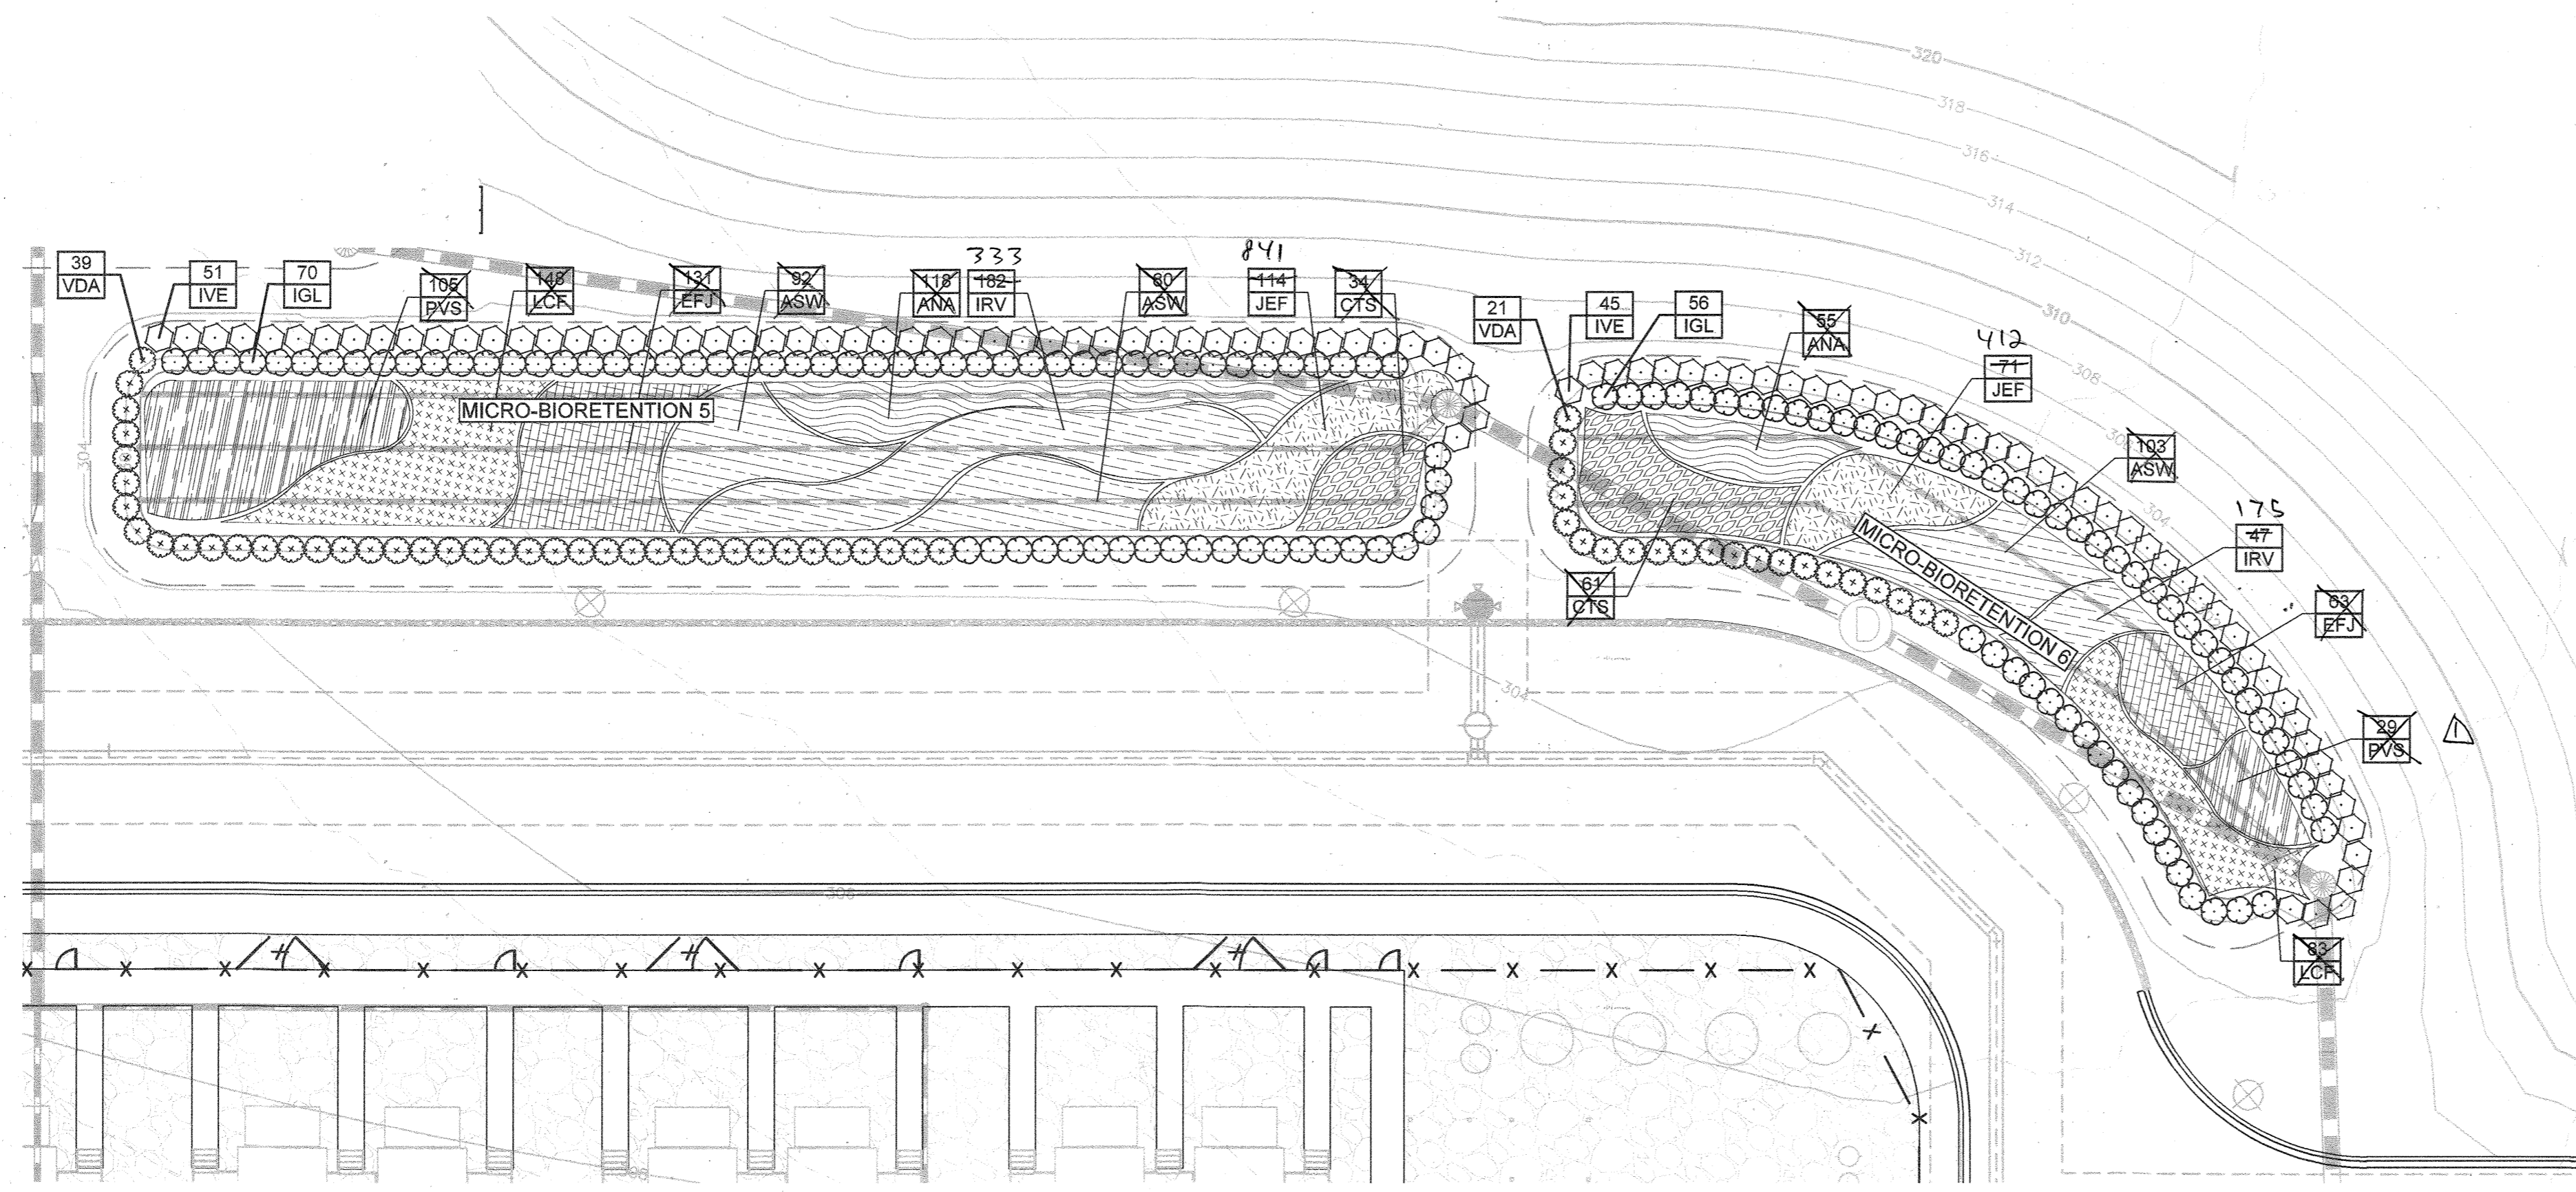 320
318
316
314
312
310
308
304
304
333
841
39
VDA
51
IVE
70
IGL
105
PVS
148
LCF
131
EFJ
92
ASW
118
ANA
182
IRV
80
ASW
114
JEF
34
CTS
21
VDA
45
IVE
56
IGL
55
ANA
412
71
JEF
103
ASW
175
47
IRV
63
EFJ
29
PVS
1
61
CTS
83
LCF
MICRO-BIORETENTION 5
MICRO-BIORETENTION 6
D
304
306
H
H
H